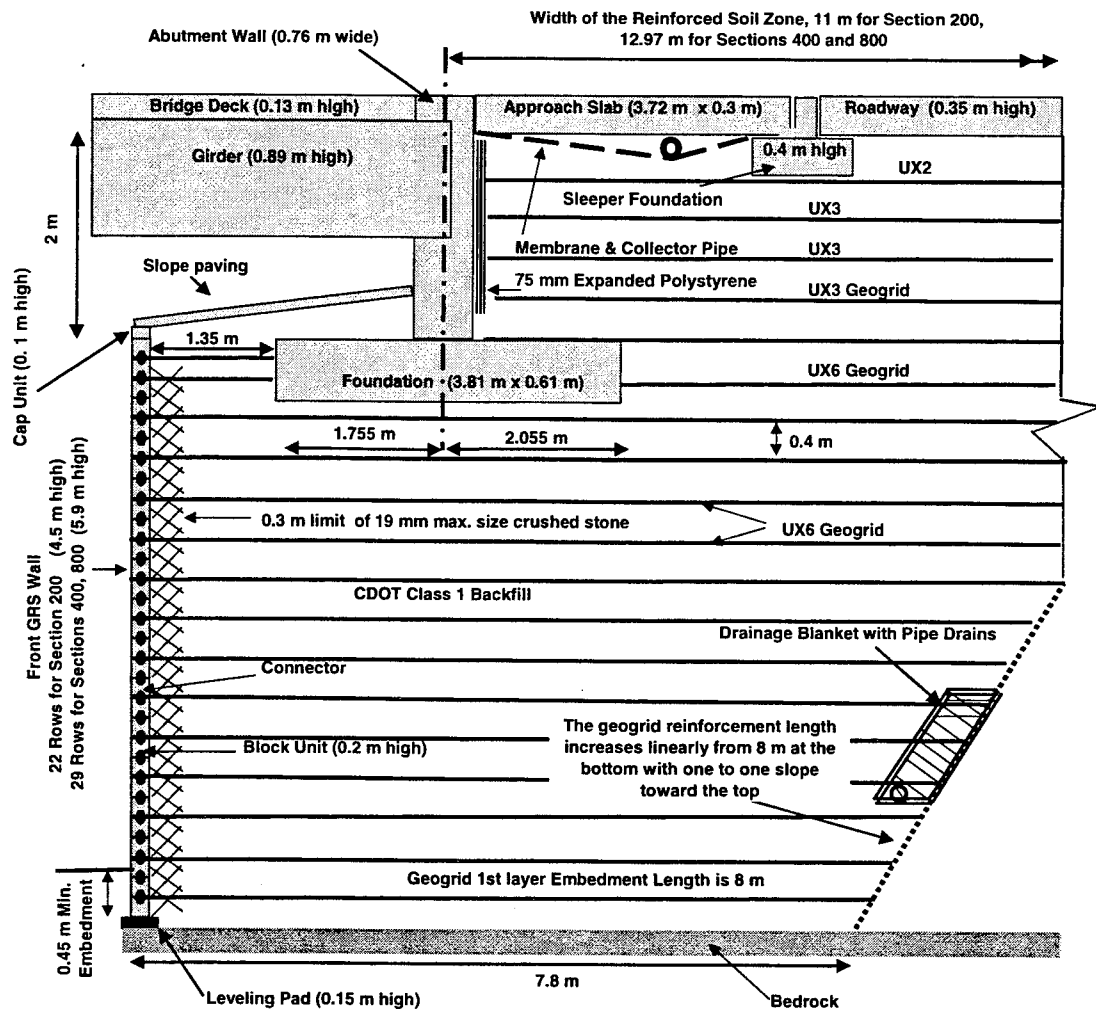 Width of the Reinforced Soil Zone, 11 m for Section 200,
12.97 m for Sections 400 and 800
Abutment Wall (0.76 m wide)
Bridge Deck (0.13 m high)
Approach Slab (3.72 m x 0.3 m)
Roadway (0.35 m high)
Girder (0.89 m high)
0.4 m high
UX2
Sleeper Foundation
UX3
2 m
Membrane & Collector Pipe
UX3
Slope paving
75 mm Expanded Polystyrene
UX3 Geogrid
Cap Unit (0. 1 m high)
1.35 m
Foundation (3.81 m x 0.61 m)
UX6 Geogrid
1.755 m
2.055 m
0.4 m
0.3 m limit of 19 mm max. size crushed stone
UX6 Geogrid
Front GRS Wall
22 Rows for Section 200 (4.5 m high)
29 Rows for Sections 400, 800 (5.9 m high)
CDOT Class 1 Backfill
Drainage Blanket with Pipe Drains
Connector
The geogrid reinforcement length
increases linearly from 8 m at the
bottom with one to one slope
toward the top
Block Unit (0.2 m high)
Geogrid 1st layer Embedment Length is 8 m
0.45 m Min.
Embedment
7.8 m
Leveling Pad (0.15 m high)
Bedrock